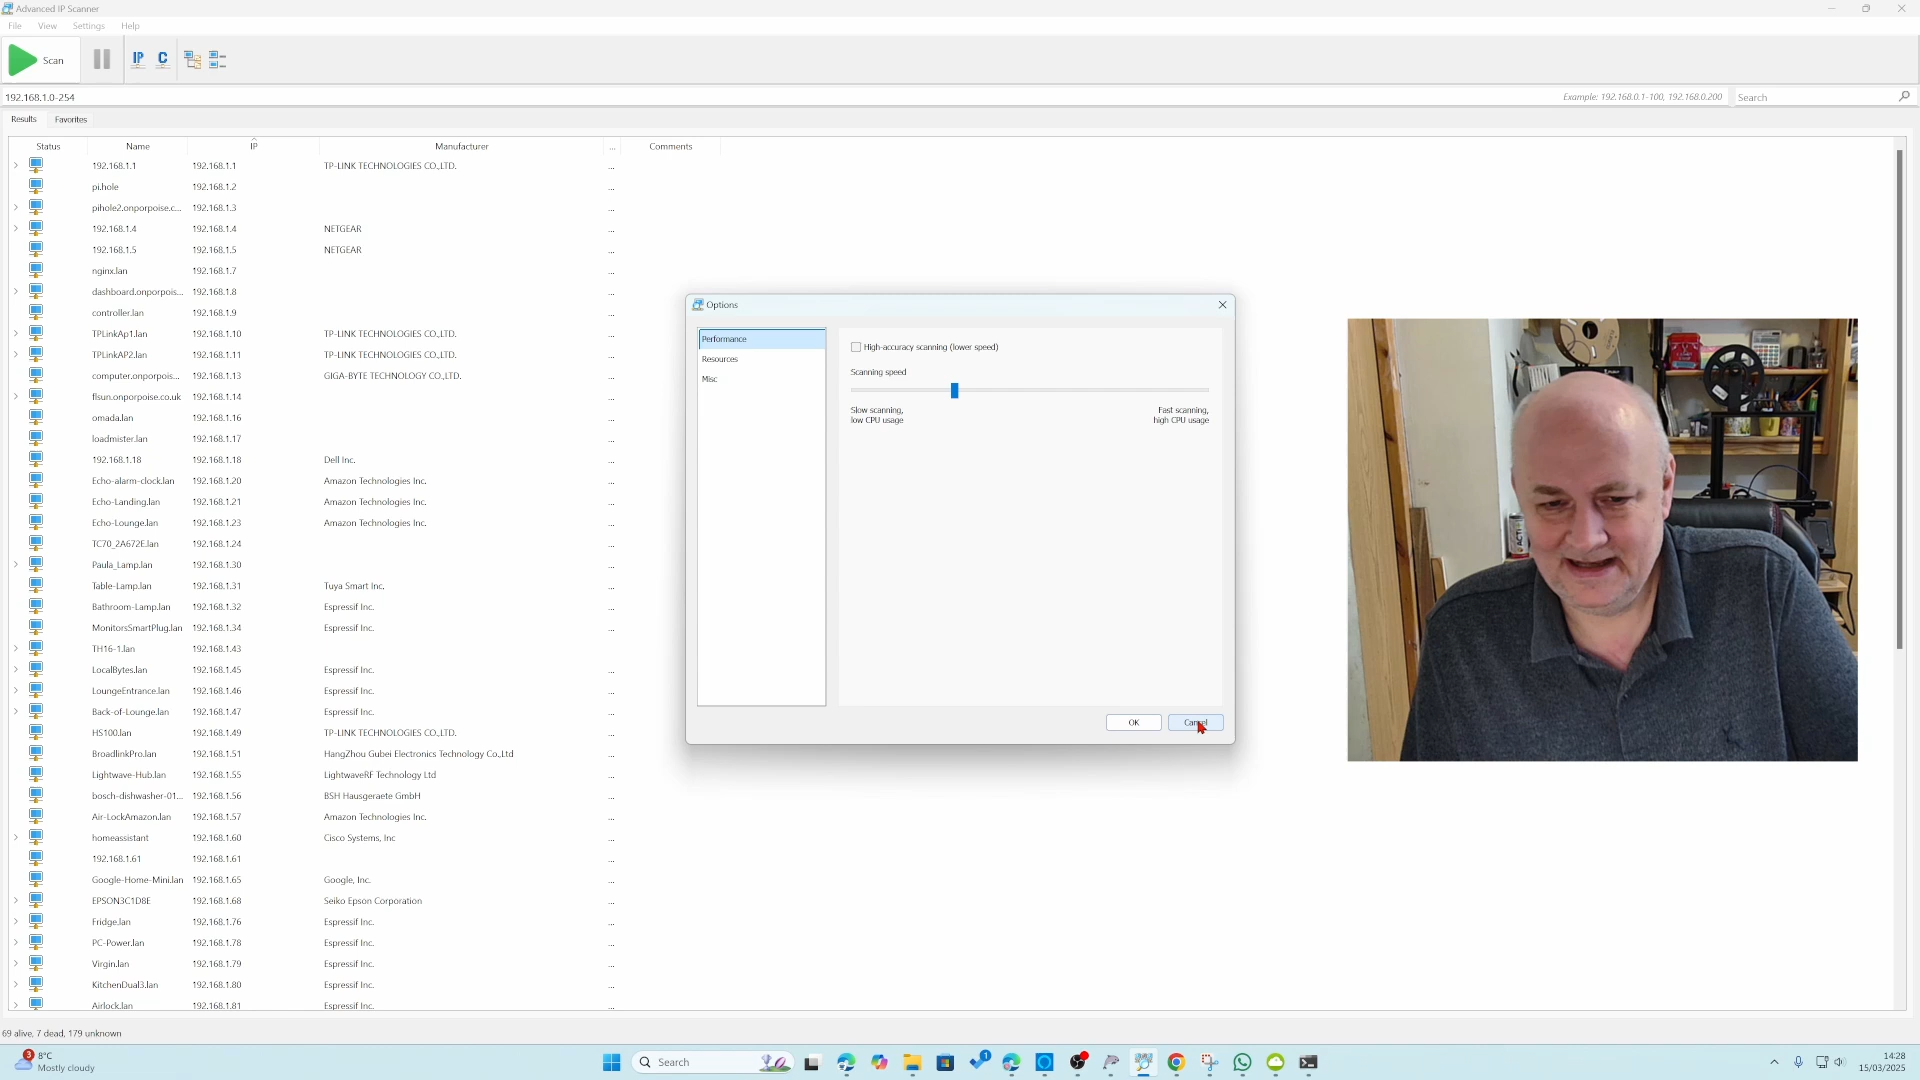 Advanced IP Scanner
File View Settings Help
Scan
IP C
192.168.1.0-254
Example: 192.168.0.1-100, 192.168.0.200
Search
Results Favorites
Status Name IP Manufacturer ... Comments
192.168.1.1 192.168.1.1 TP-LINK TECHNOLOGIES CO.,LTD. ...
pi.hole 192.168.1.2 ...
pihole2.onporpoise.c... 192.168.1.3 ...
192.168.1.4 192.168.1.4 NETGEAR ...
192.168.1.5 192.168.1.5 NETGEAR ...
nginx.lan 192.168.1.7 ...
dashboard.onporpois... 192.168.1.8 ...
controller.lan 192.168.1.9 ...
TPLinkAp1.lan 192.168.1.10 TP-LINK TECHNOLOGIES CO.,LTD. ...
TPLinkAP2.lan 192.168.1.11 TP-LINK TECHNOLOGIES CO.,LTD. ...
computer.onporpois... 192.168.1.13 GIGA-BYTE TECHNOLOGY CO.,LTD. ...
flsun.onporpoise.co.uk 192.168.1.14 ...
omada.lan 192.168.1.16 ...
loadmister.lan 192.168.1.17 ...
192.168.1.18 192.168.1.18 Dell Inc. ...
Echo-alarm-clock.lan 192.168.1.20 Amazon Technologies Inc. ...
Echo-Landing.lan 192.168.1.21 Amazon Technologies Inc. ...
Echo-Lounge.lan 192.168.1.23 Amazon Technologies Inc. ...
TC70_2A672E.lan 192.168.1.24 ...
Paula_Lamp.lan 192.168.1.30 ...
Table-Lamp.lan 192.168.1.31 Tuya Smart Inc. ...
Bathroom-Lamp.lan 192.168.1.32 Espressif Inc. ...
MonitorsSmartPlug.lan 192.168.1.34 Espressif Inc. ...
TH16-1.lan 192.168.1.43 ...
LocalBytes.lan 192.168.1.45 Espressif Inc. ...
LoungeEntrance.lan 192.168.1.46 Espressif Inc. ...
Back-of-Lounge.lan 192.168.1.47 Espressif Inc. ...
HS100.lan 192.168.1.49 TP-LINK TECHNOLOGIES CO.,LTD. ...
BroadlinkPro.lan 192.168.1.51 HangZhou Gubei Electronics Technology Co.,Ltd ...
Lightwave-Hub.lan 192.168.1.55 LightwaveRF Technology Ltd ...
bosch-dishwasher-01... 192.168.1.56 BSH Hausgeraete GmbH ...
Air-LockAmazon.lan 192.168.1.57 Amazon Technologies Inc. ...
homeassistant 192.168.1.60 Cisco Systems, Inc ...
192.168.1.61 192.168.1.61 ...
Google-Home-Mini.lan 192.168.1.65 Google, Inc. ...
EPSON3C1D8E 192.168.1.68 Seiko Epson Corporation ...
Fridge.lan 192.168.1.76 Espressif Inc. ...
PC-Power.lan 192.168.1.78 Espressif Inc. ...
Virgin.lan 192.168.1.79 Espressif Inc. ...
KitchenDual3.lan 192.168.1.80 Espressif Inc. ...
Airlock.lan 192.168.1.81 Espressif Inc. ...
Options
Performance
Resources
Misc
High-accuracy scanning (lower speed)
Scanning speed
Slow scanning,
low CPU usage
Fast scanning,
high CPU usage
OK Cancel
69 alive, 7 dead, 179 unknown
3
8°C
Mostly cloudy
Search
1
14:28
15/03/2025